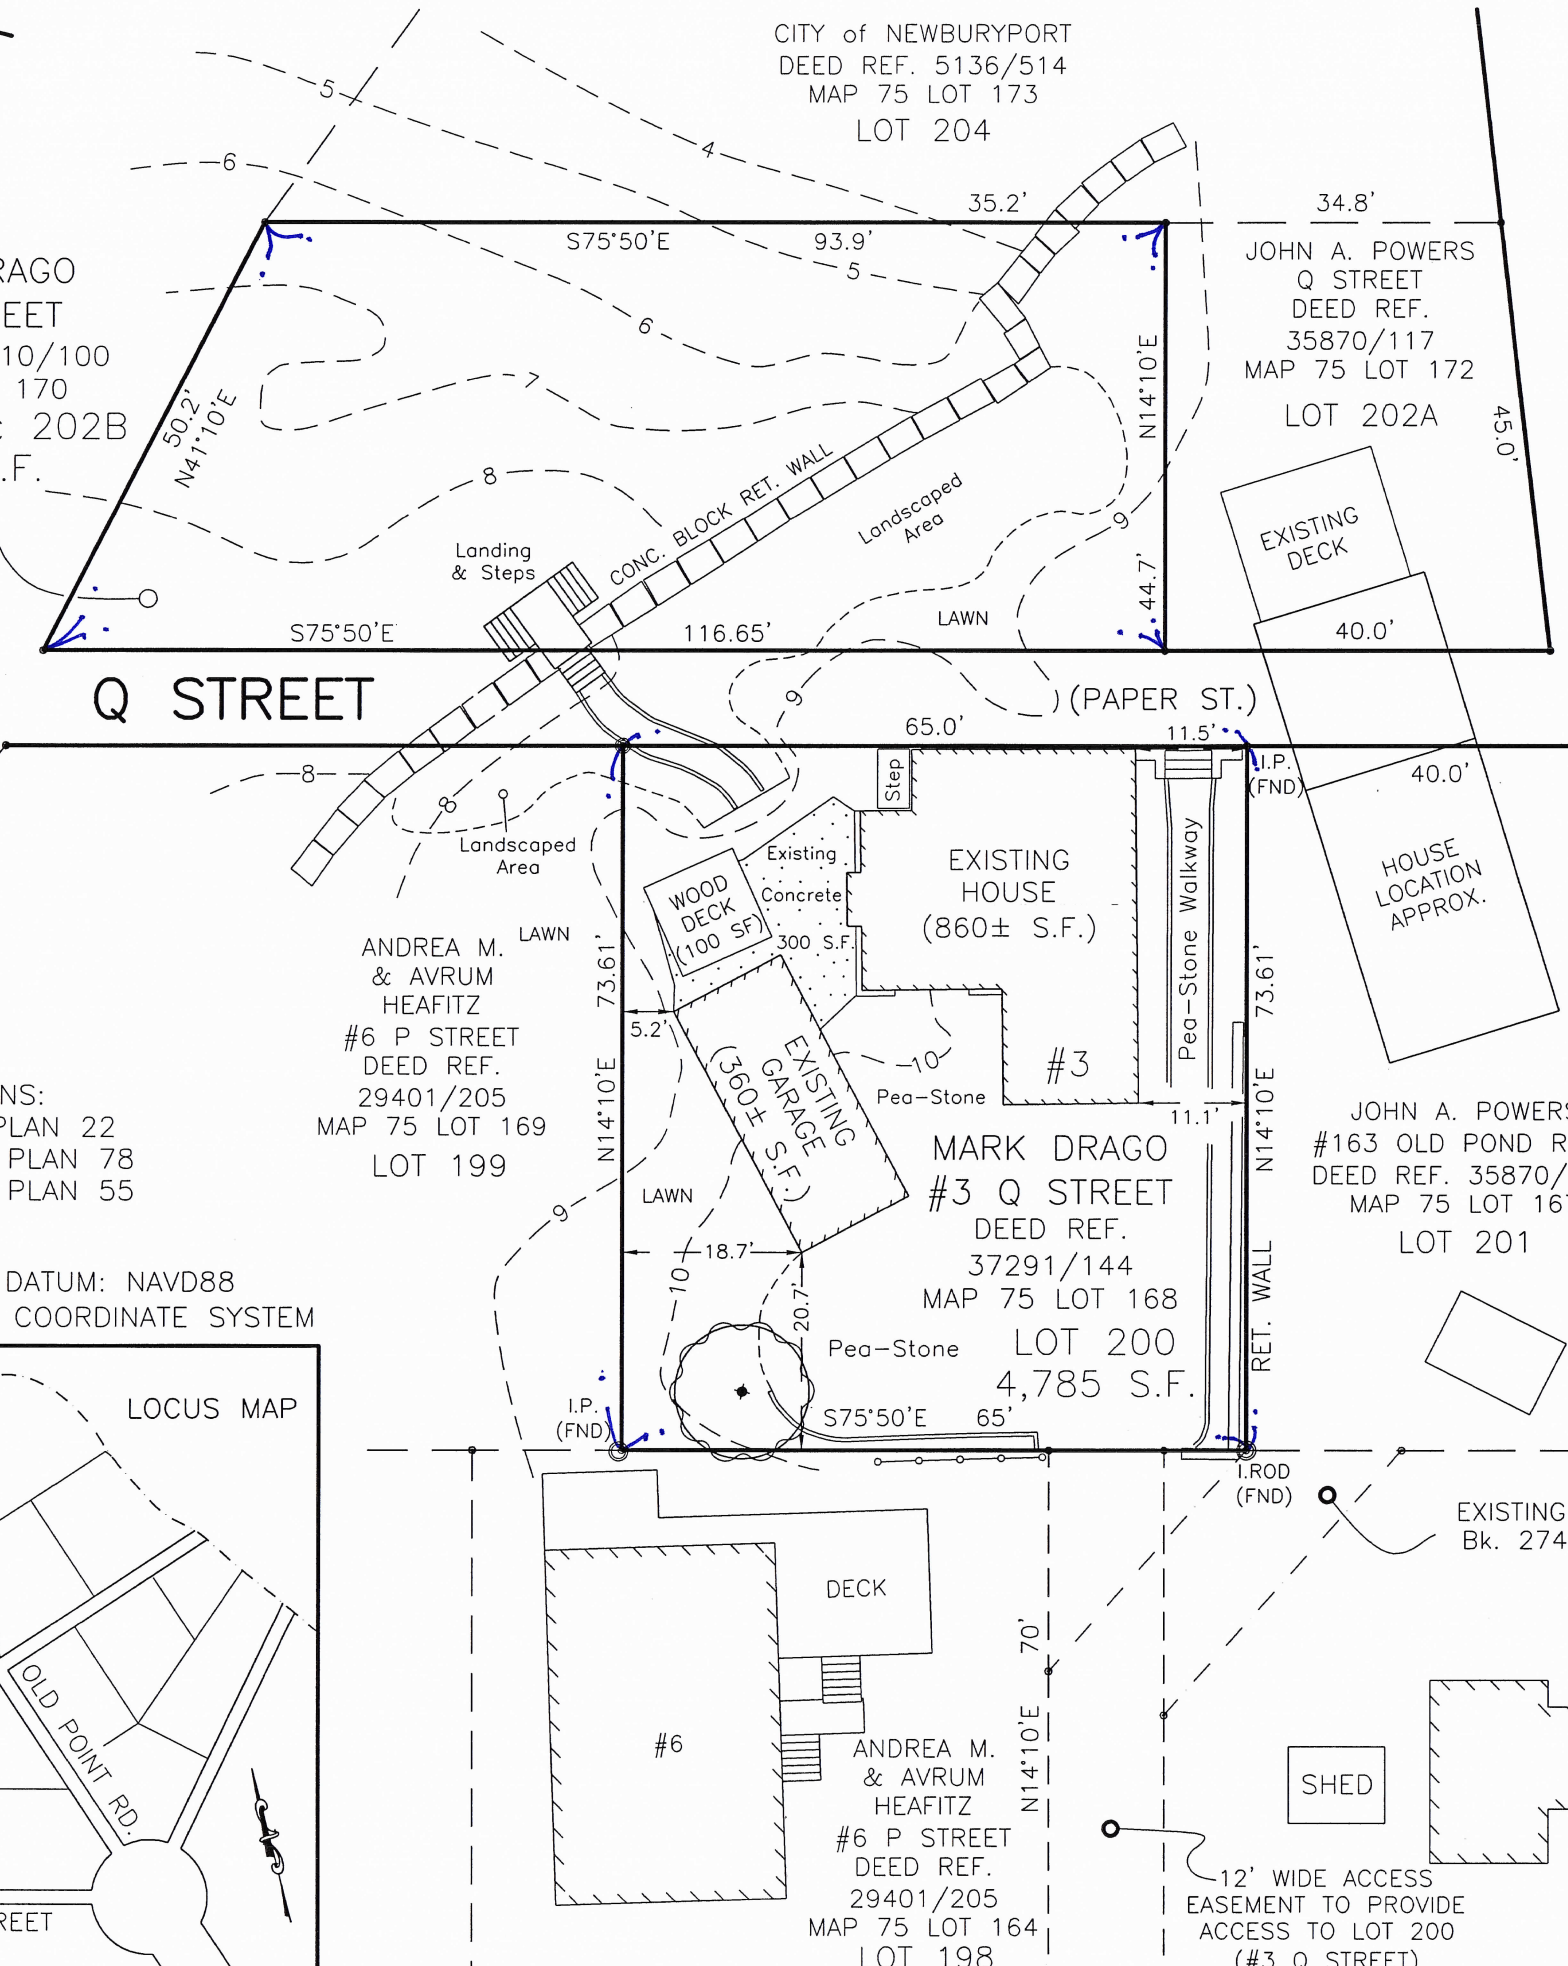 CITY of NEWBURYPORT
DEED REF. 5136/514
MAP 75 LOT 173
LOT 204
5
4
6
35.2'
34.8'
S75°50'E
93.9'
5
6
JOHN A. POWERS
Q STREET
DEED REF.
35870/117
MAP 75 LOT 172
LOT 202A
RAGO
EET
10/100
170
202B
.F.
50.2'
N41°10'E
7
N14°10'E
44.7'
45.0'
8
CONC. BLOCK RET. WALL
Landscaped
Area
9
Landing
& Steps
EXISTING
DECK
LAWN
S75°50'E
116.65'
40.0'
Q STREET
9
(PAPER ST.)
65.0'
11.5'
I.P.
(FND)
40.0'
8
8
Step
Landscaped
Area
Existing
Concrete
300 S.F.
WOOD
DECK
(100 SF)
EXISTING
HOUSE
(860± S.F.)
Pea-Stone Walkway
HOUSE
LOCATION
APPROX.
LAWN
ANDREA M.
& AVRUM
HEAFITZ
#6 P STREET
DEED REF.
29401/205
MAP 75 LOT 169
LOT 199
73.61'
N14°10'E
5.2'
EXISTING
GARAGE
(360± S.F.)
10
Pea-Stone
#3
11.1'
73.61'
N14°10'E
NS:
PLAN 22
PLAN 78
PLAN 55
MARK DRAGO
#3 Q STREET
DEED REF.
37291/144
MAP 75 LOT 168
LOT 200
4,785 S.F.
JOHN A. POWERS
#163 OLD POND R
DEED REF. 35870/
MAP 75 LOT 16
LOT 201
LAWN
9
18.7'
10
20.7'
Pea-Stone
RET. WALL
DATUM: NAVD88
COORDINATE SYSTEM
LOCUS MAP
I.P.
(FND)
S75°50'E
65'
I.ROD
(FND)
EXISTING
Bk. 274
DECK
#6
N14°10'E
70'
OLD POINT RD.
REET
SHED
ANDREA M.
& AVRUM
HEAFITZ
#6 P STREET
DEED REF.
29401/205
MAP 75 LOT 164
LOT 198
12' WIDE ACCESS
EASEMENT TO PROVIDE
ACCESS TO LOT 200
(#3 Q STREET)